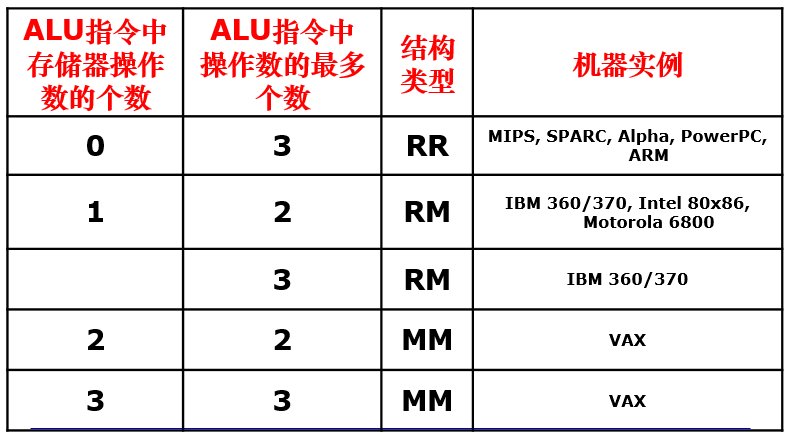 ALU指令中
存储器操作
数的个数
ALU指令中
操作数的最多
个数
结构
类型
机器实例
0
3
RR
MIPS, SPARC, Alpha, PowerPC,
ARM
1
2
RM
IBM 360/370, Intel 80x86,
Motorola 6800
3
RM
IBM 360/370
2
2
MM
VAX
3
3
MM
VAX